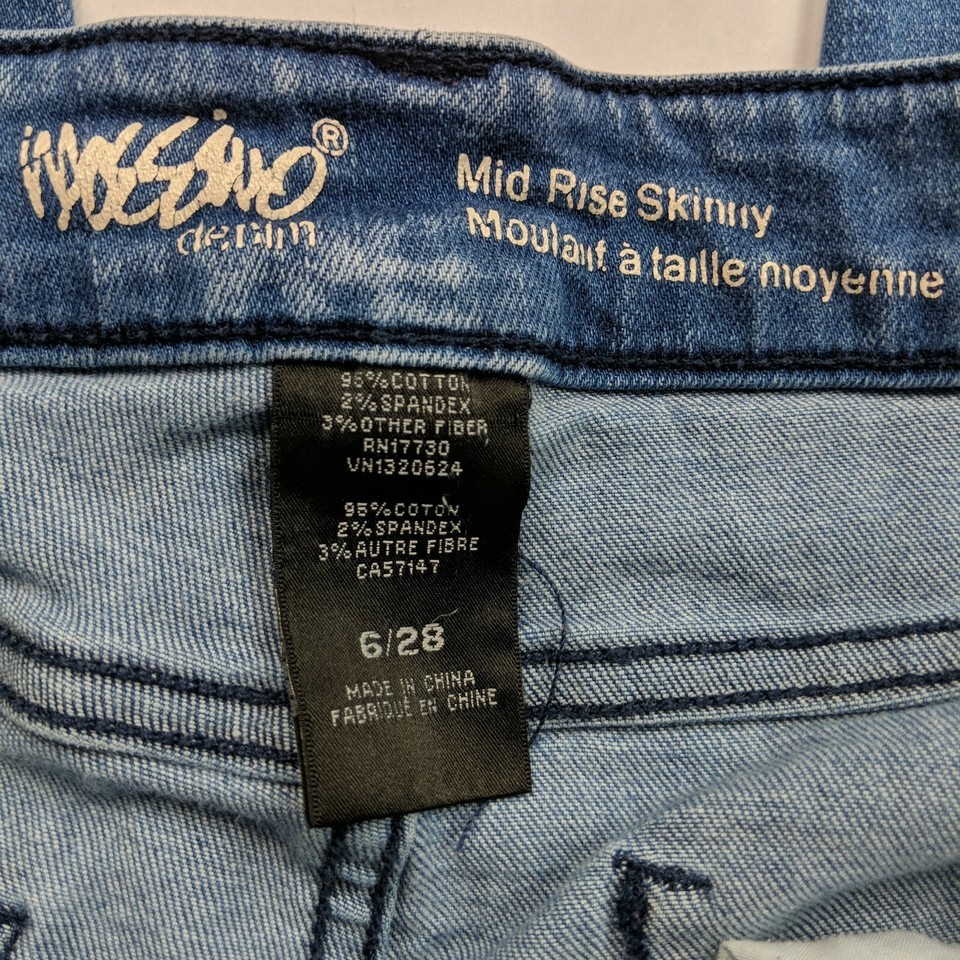 mossimo®
denim
Mid Rise Skinny
Moulant à taille moyenne
95%COTTON
2%SPANDEX
3%OTHER FIBER
RN17730
VN1320624
95%COTON
2%SPANDEX
3%AUTRE FIBRE
CA57147
6/28
MADE IN CHINA
FABRIQUÉ EN CHINE